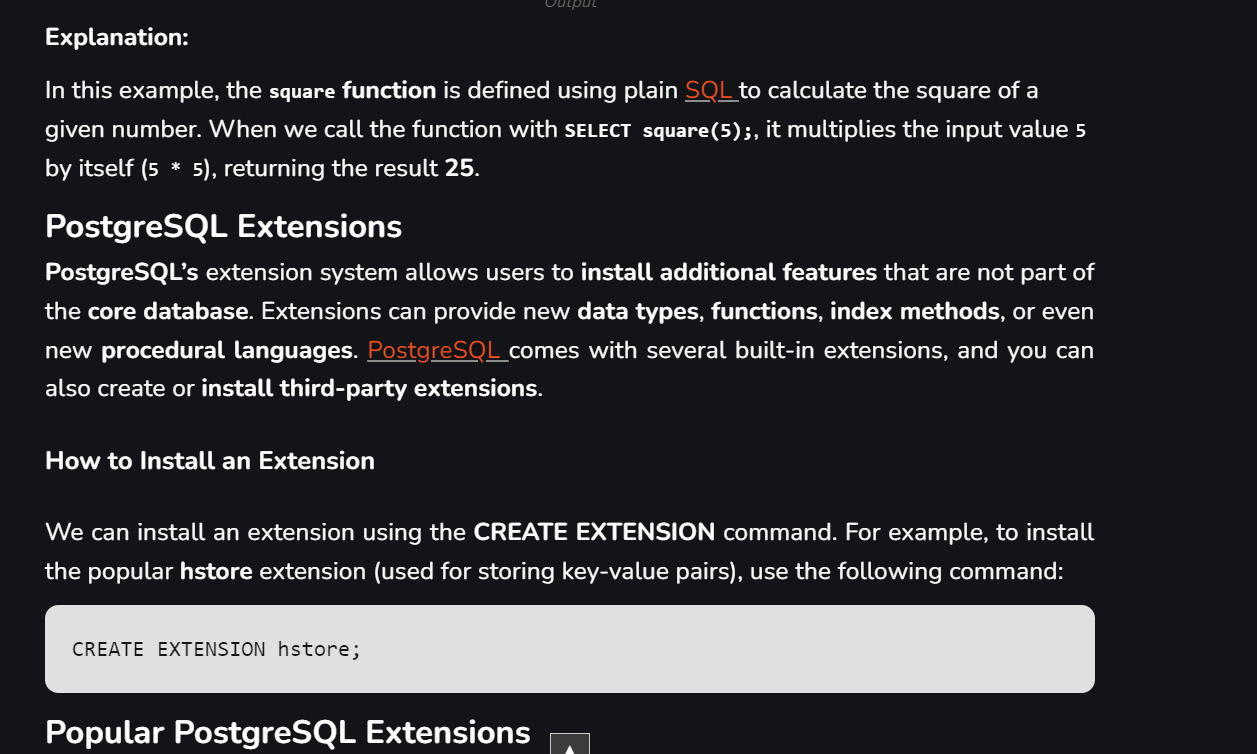 Output
Explanation:
In this example, the square function is defined using plain SQL to calculate the square of a
given number. When we call the function with SELECT square(5);, it multiplies the input value 5
by itself (5 * 5), returning the result 25.
PostgreSQL Extensions
PostgreSQL’s extension system allows users to install additional features that are not part of
the core database. Extensions can provide new data types, functions, index methods, or even
new procedural languages. PostgreSQL comes with several built-in extensions, and you can
also create or install third-party extensions.
How to Install an Extension
We can install an extension using the CREATE EXTENSION command. For example, to install
the popular hstore extension (used for storing key-value pairs), use the following command:
CREATE EXTENSION hstore;
Popular PostgreSQL Extensions